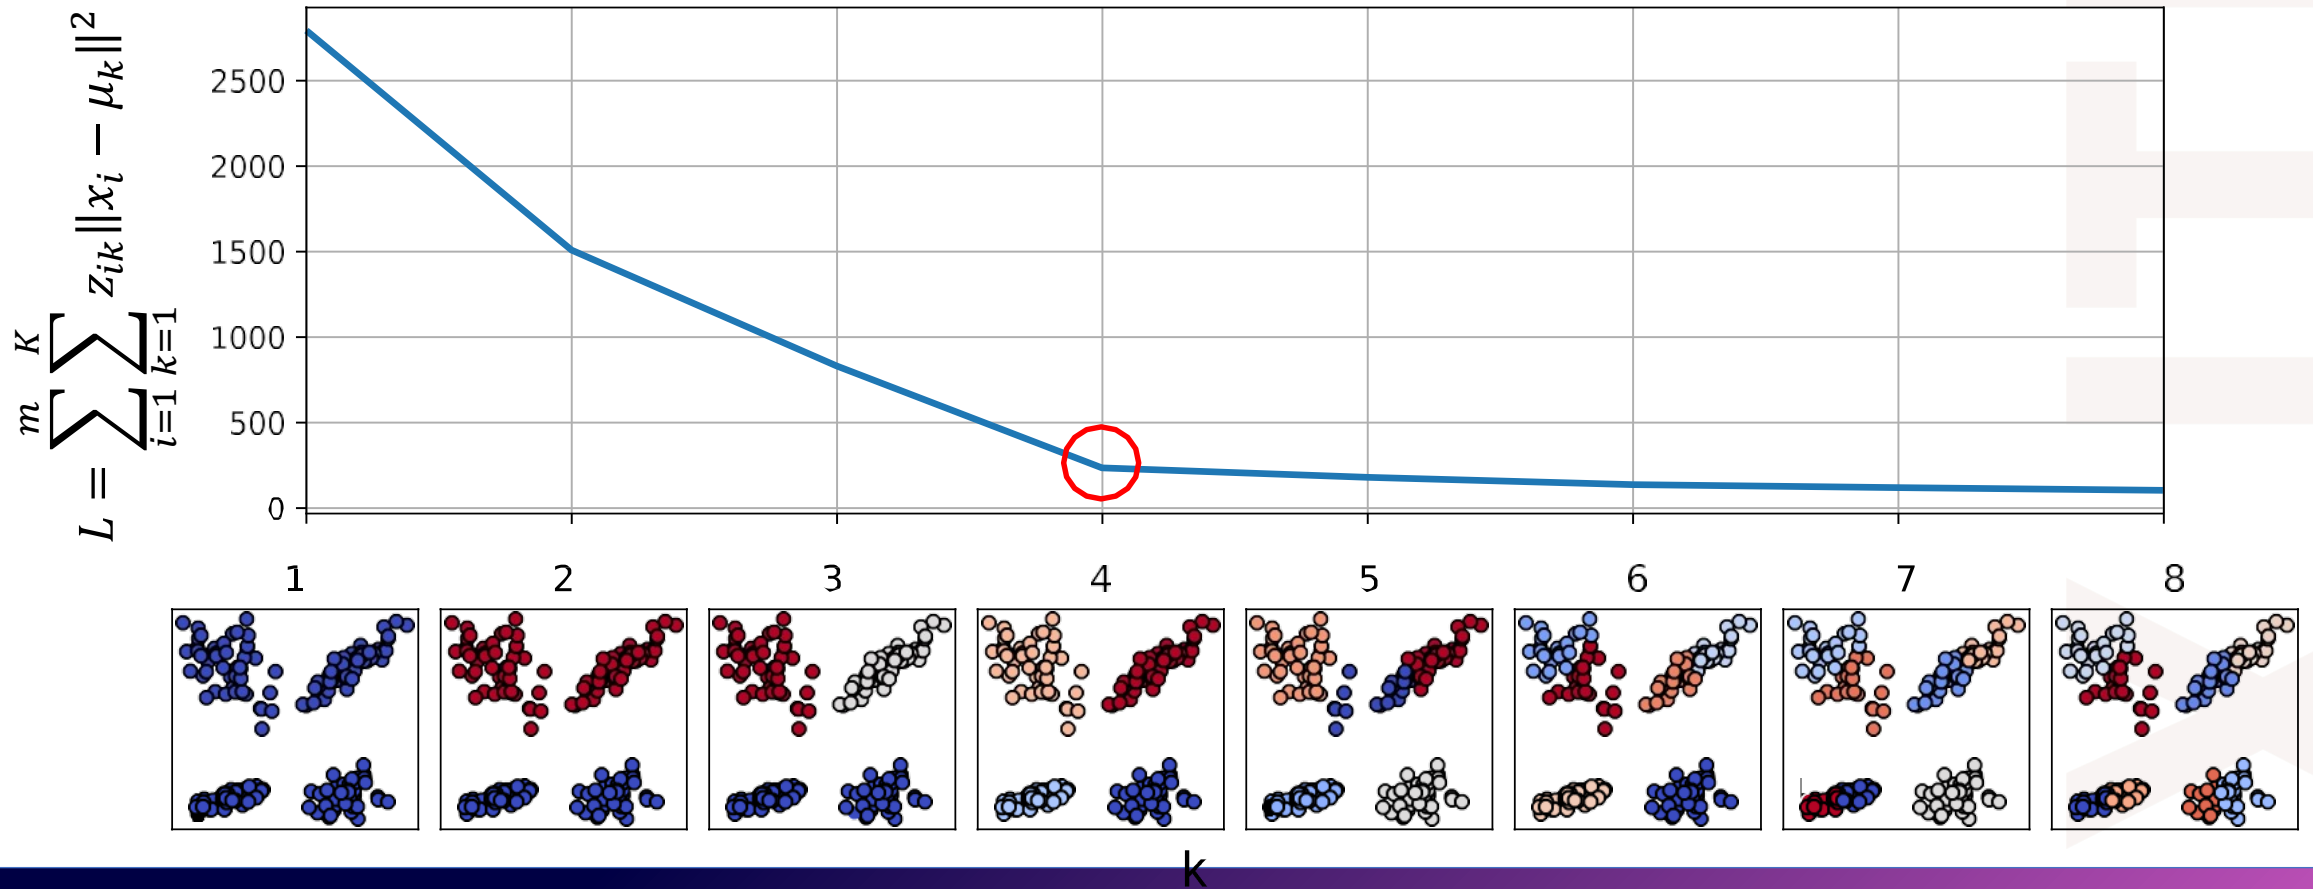 L = ∑_{i=1}^{m} ∑_{k=1}^{K} z_{ik}‖x_i − μ_k‖²
2500
2000
1500
1000
500
0
1 2 3 4 5 6 7 8
k